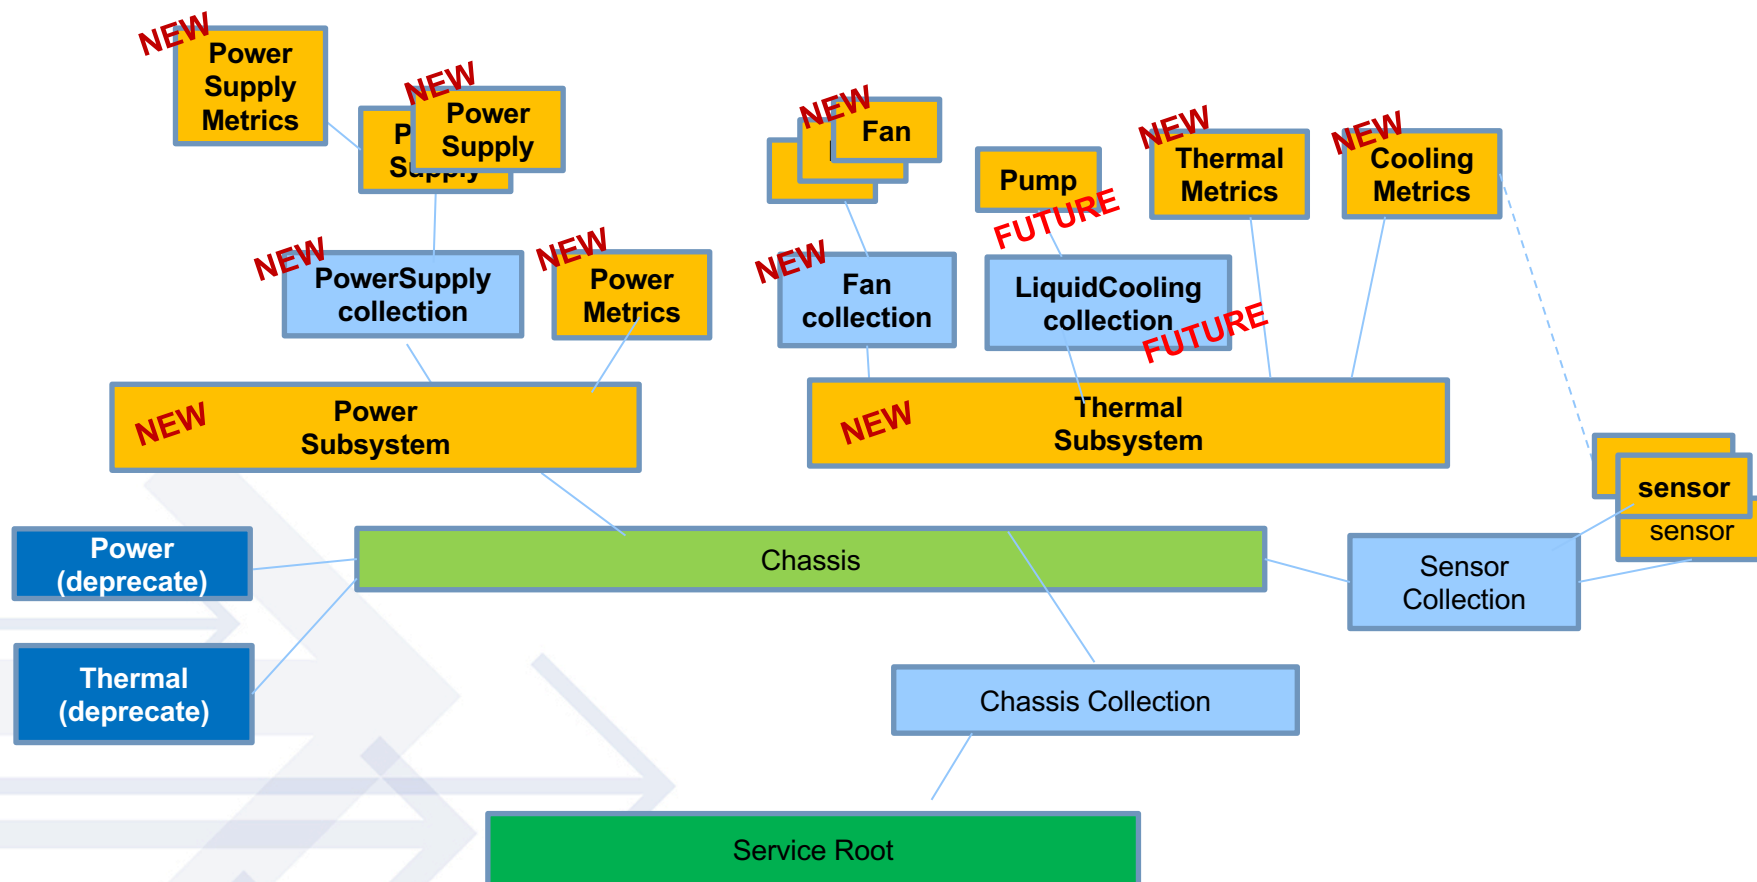 NEW
Power
Supply
Metrics
NEW
Power
Supply
P
Supply
NEW
Fan
Pump
FUTURE
NEW
Thermal
Metrics
NEW
Cooling
Metrics
NEW
PowerSupply
collection
NEW
Power
Metrics
NEW
Fan
collection
LiquidCooling
collection
FUTURE
NEW
Power
Subsystem
NEW
Thermal
Subsystem
sensor
sensor
Power
(deprecate)
Chassis
Sensor
Collection
Thermal
(deprecate)
Chassis Collection
Service Root